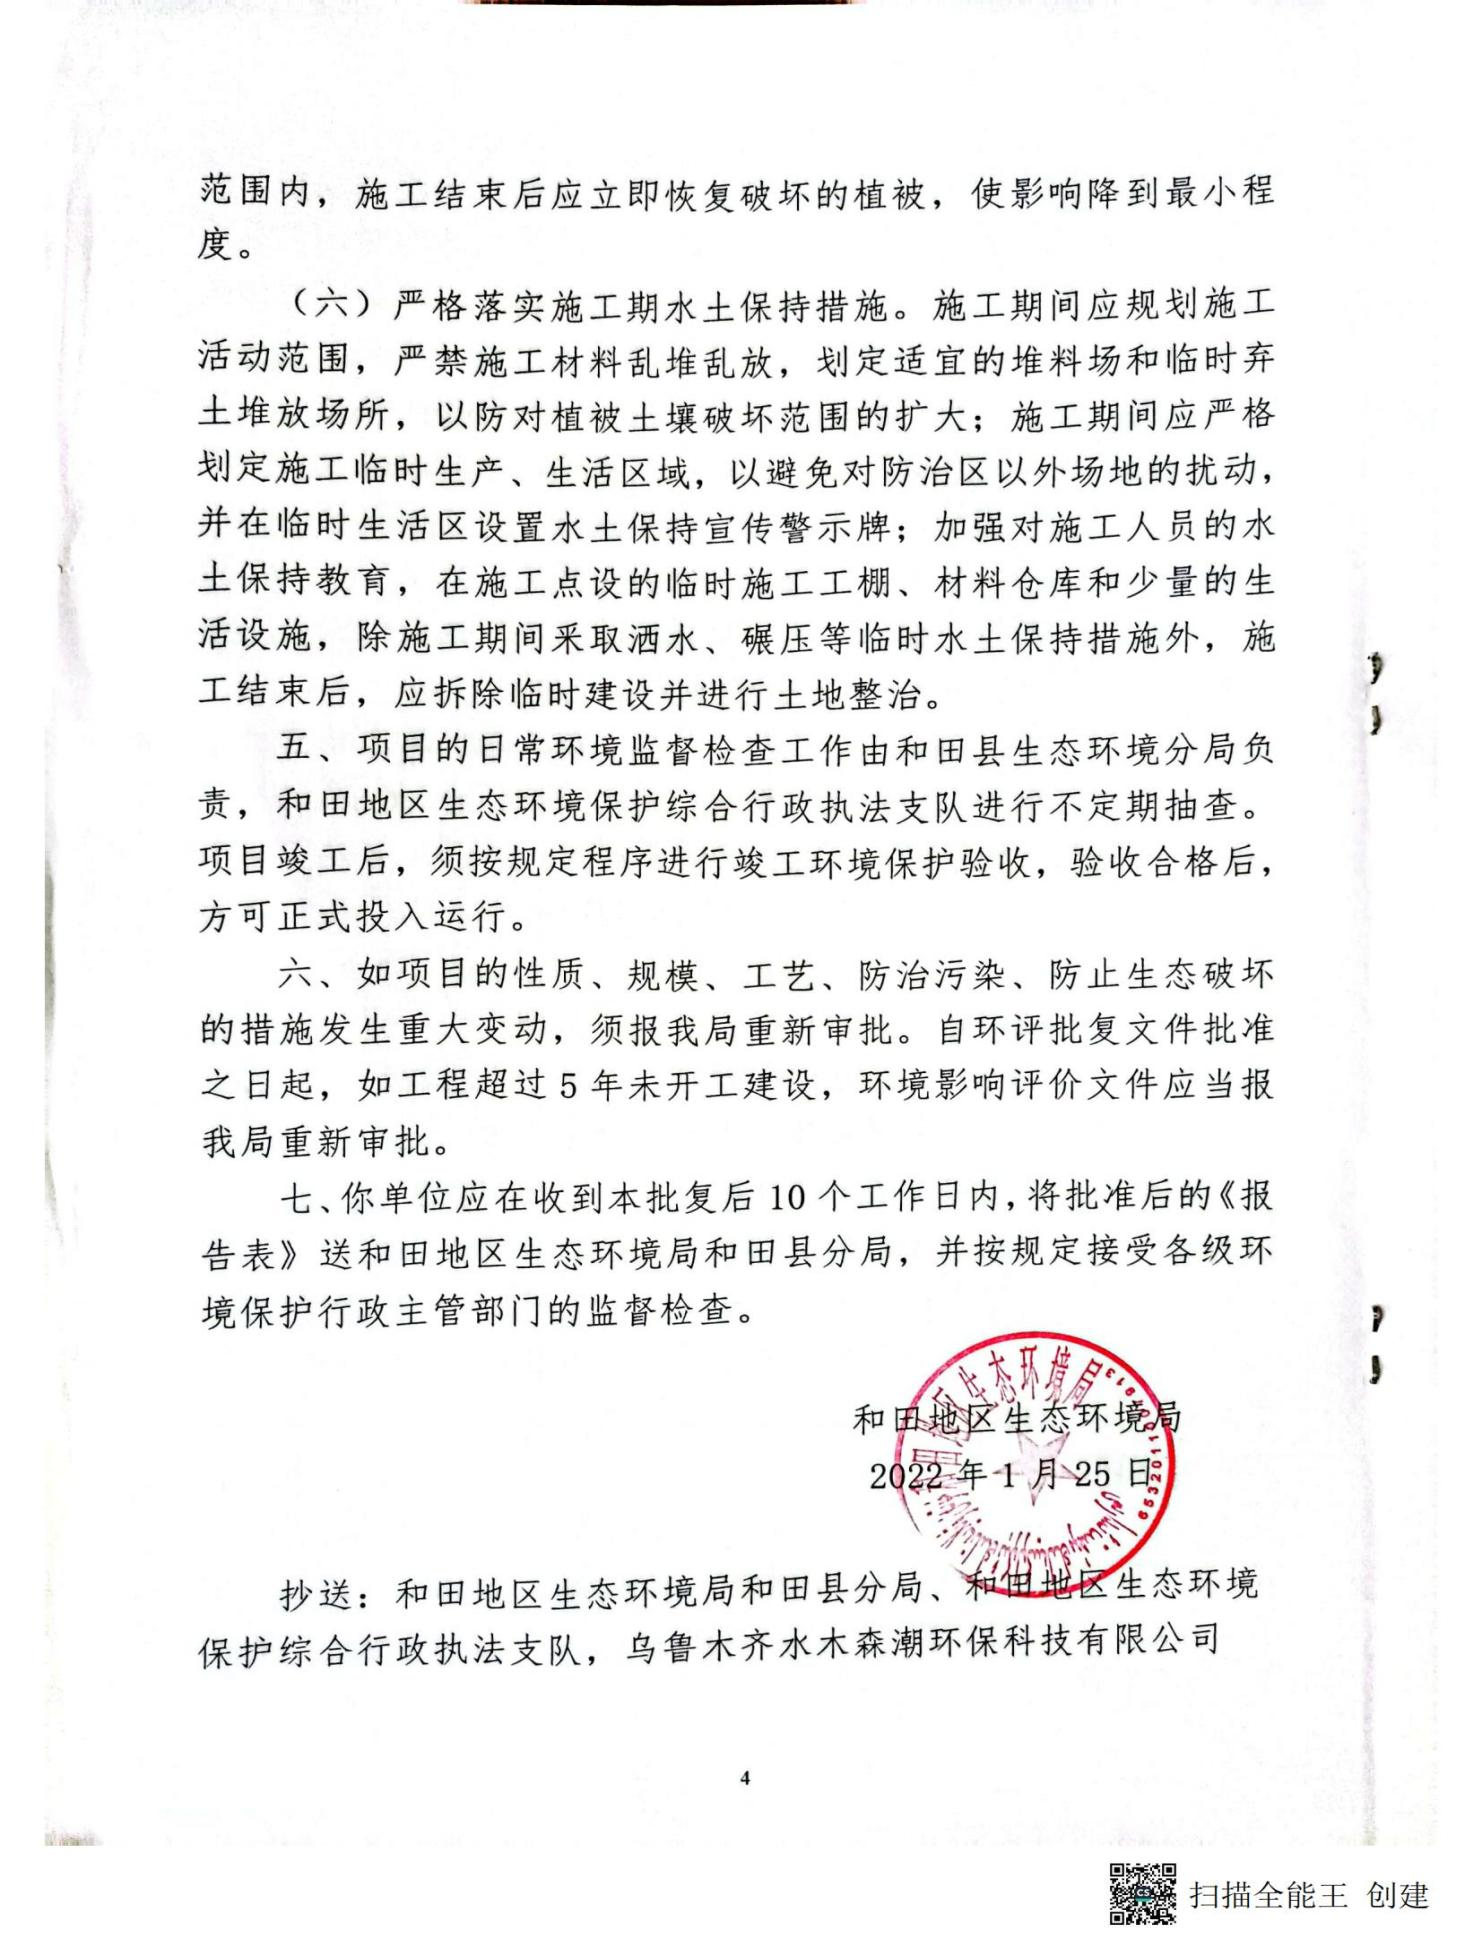 范围内，施工结束后应立即恢复破坏的植被，使影响降到最小程
度。
（六）严格落实施工期水土保持措施。施工期间应规划施工
活动范围，严禁施工材料乱堆乱放，划定适宜的堆料场和临时弃
土堆放场所，以防对植被土壤破坏范围的扩大；施工期间应严格
划定施工临时生产、生活区域，以避免对防治区以外场地的扰动，
并在临时生活区设置水土保持宣传警示牌；加强对施工人员的水
土保持教育，在施工点设的临时施工工棚、材料仓库和少量的生
活设施，除施工期间采取洒水、碾压等临时水土保持措施外，施
工结束后，应拆除临时建设并进行土地整治。
五、项目的日常环境监督检查工作由和田县生态环境分局负
责，和田地区生态环境保护综合行政执法支队进行不定期抽查。
项目竣工后，须按规定程序进行竣工环境保护验收，验收合格后，
方可正式投入运行。
六、如项目的性质、规模、工艺、防治污染、防止生态破坏
的措施发生重大变动，须报我局重新审批。自环评批复文件批准
之日起，如工程超过5年未开工建设，环境影响评价文件应当报
我局重新审批。
七、你单位应在收到本批复后10个工作日内，将批准后的《报
告表》送和田地区生态环境局和田县分局，并按规定接受各级环
境保护行政主管部门的监督检查。
和田地区生态环境局
和田地区生态环境局
2022年1月25日
抄送：和田地区生态环境局和田县分局、和田地区生态环境
保护综合行政执法支队，乌鲁木齐水木森潮环保科技有限公司
4
CS
扫描全能王 创建